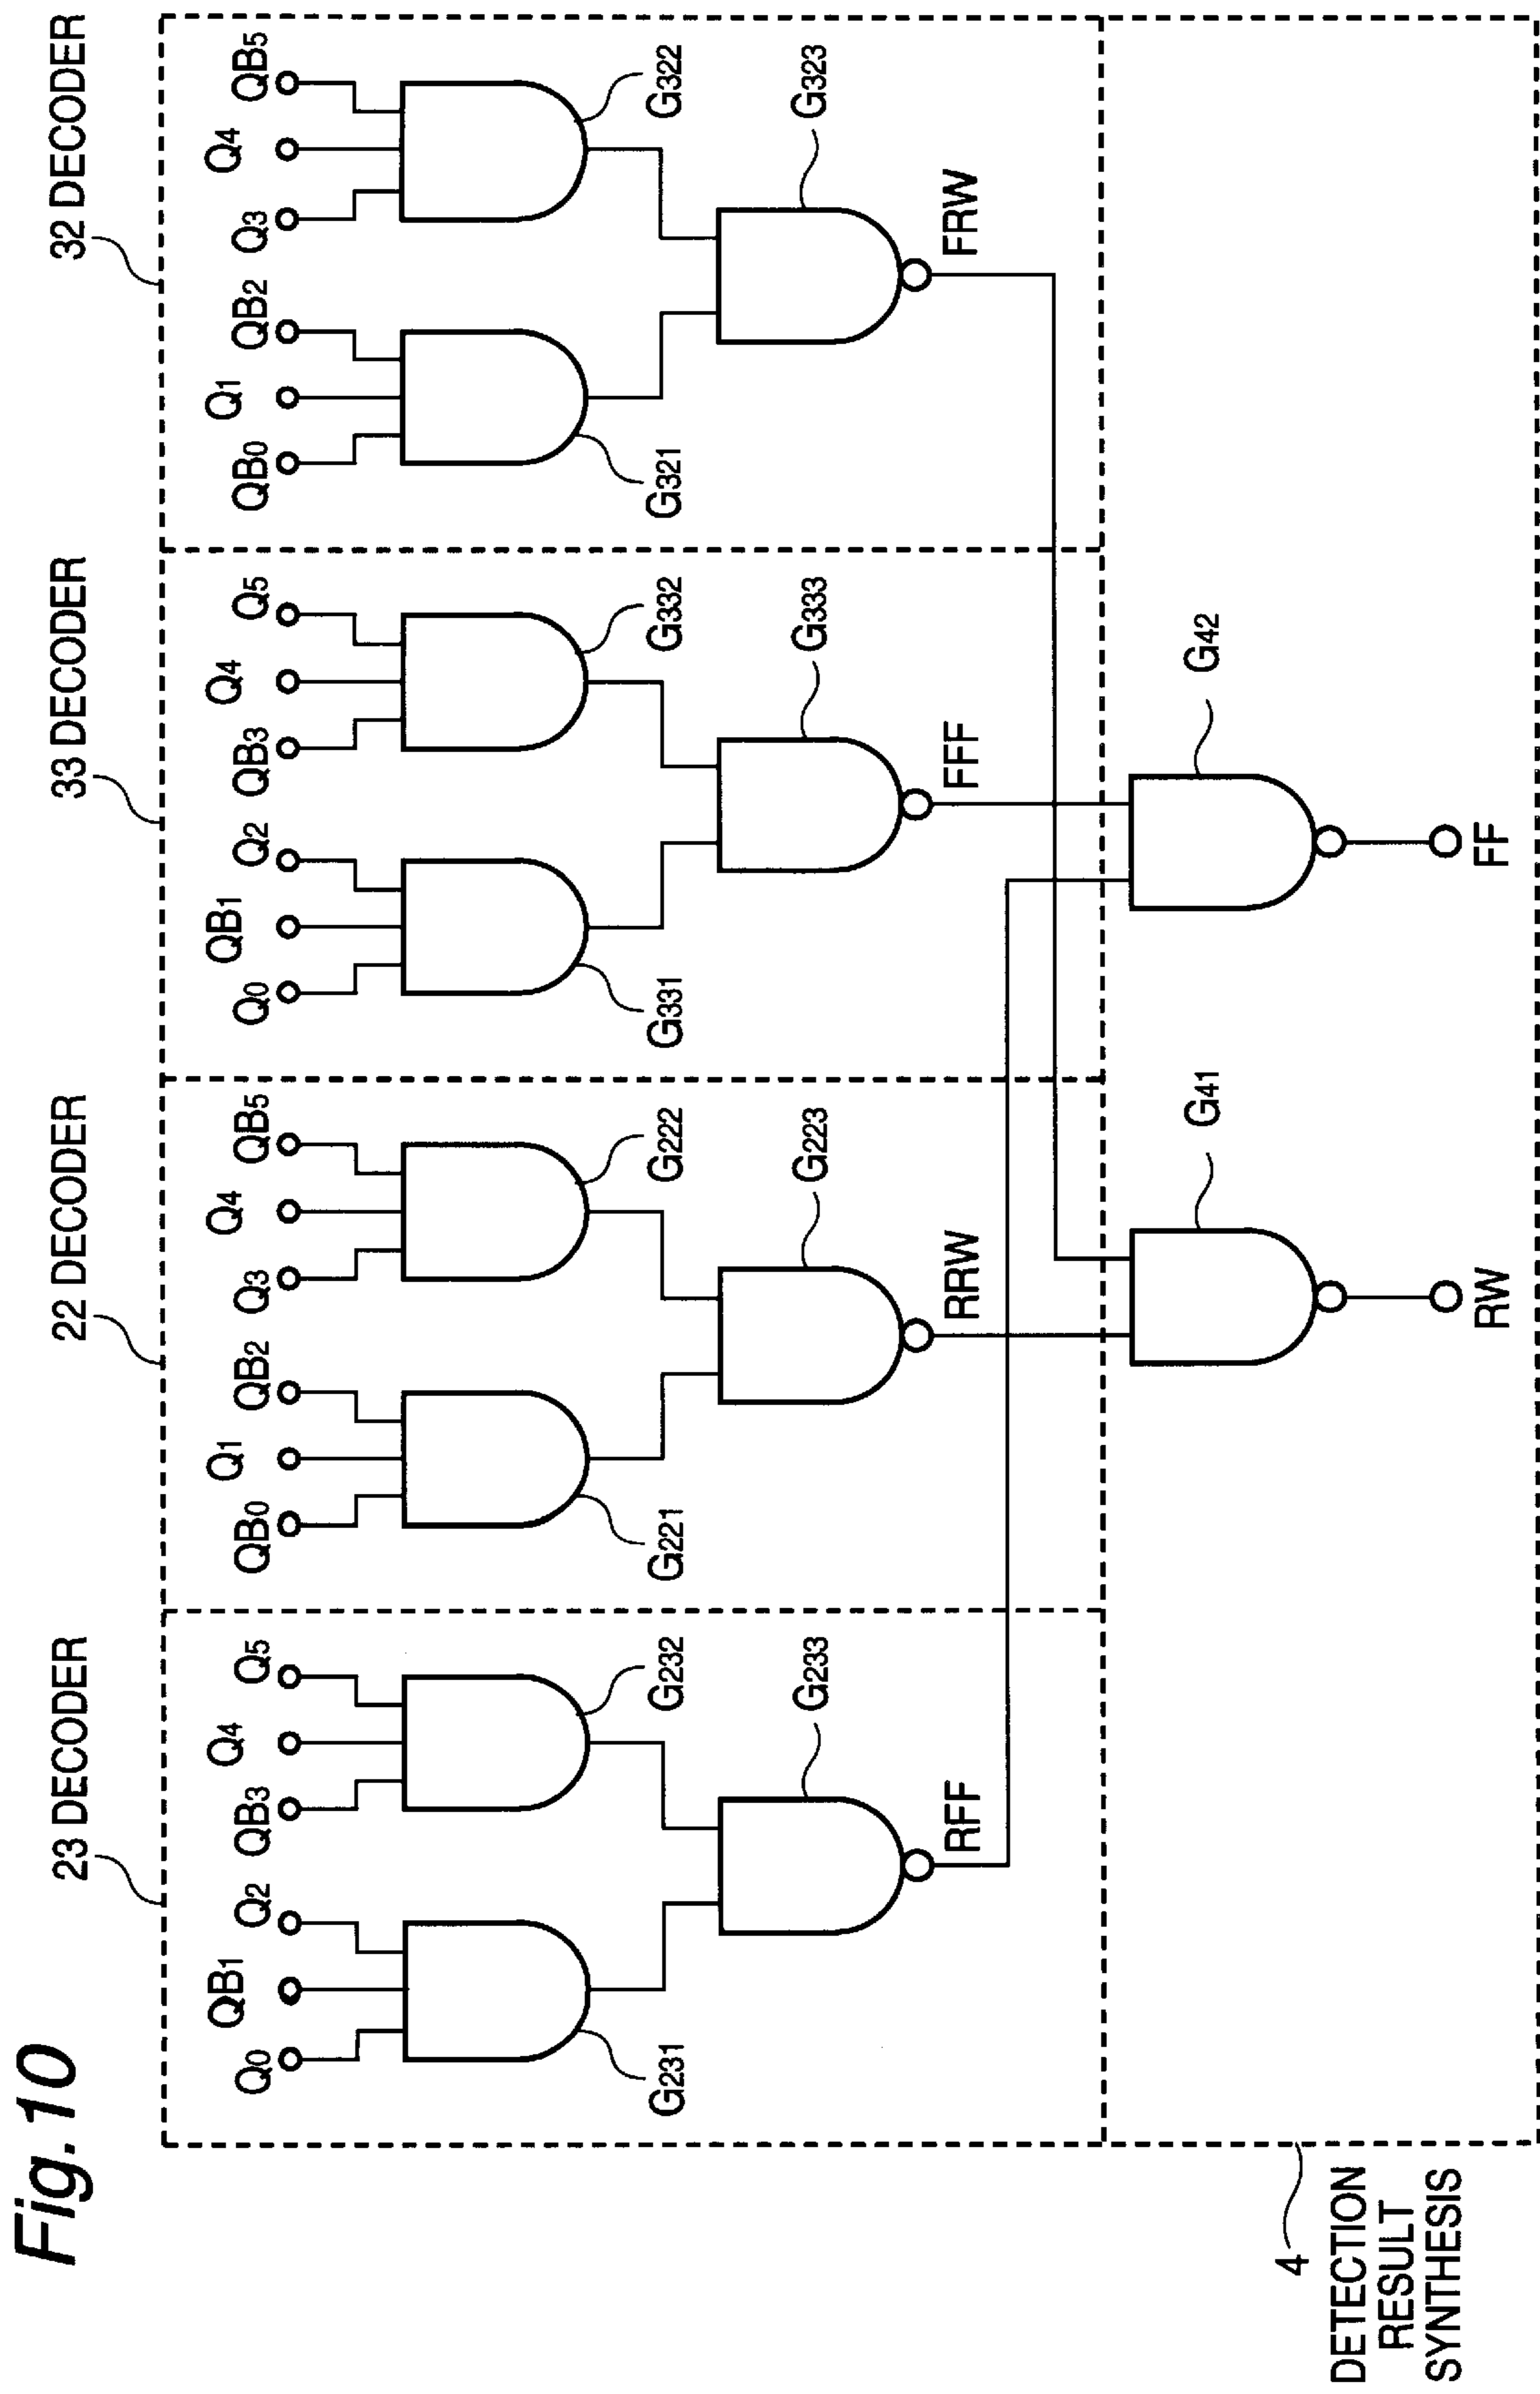 Fig.10
23 DECODER
22 DECODER
33 DECODER
32 DECODER
Q0
QB1
Q2
QB3
Q4
Q5
QB0
Q1
QB2
Q3
Q4
QB5
Q0
QB1
Q2
QB3
Q4
Q5
QB0
Q1
QB2
Q3
Q4
QB5
G231
G232
G221
G222
G331
G332
G321
G322
G233
G223
G333
G323
RFF
RRW
FFF
FRW
G41
G42
4
DETECTION
RESULT
SYNTHESIS
RW
FF